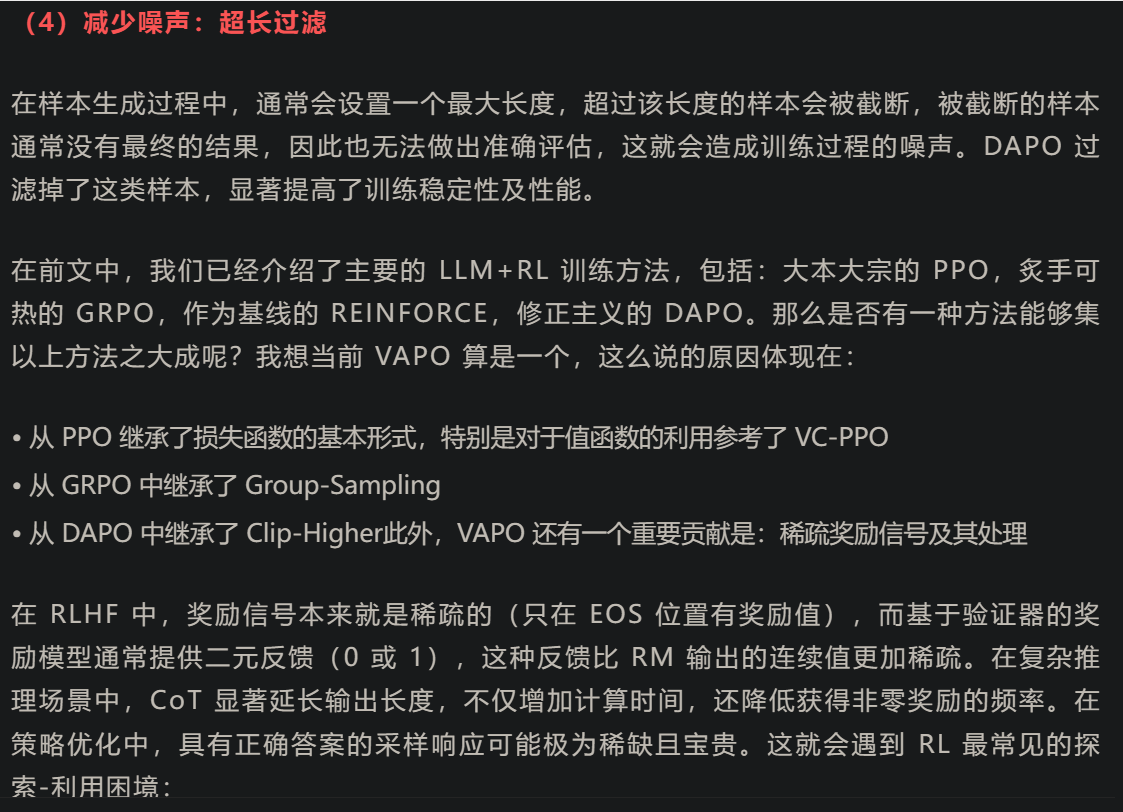 （4）减少噪声：超长过滤
在样本生成过程中，通常会设置一个最大长度，超过该长度的样本会被截断，被截断的样本
通常没有最终的结果，因此也无法做出准确评估，这就会造成训练过程的噪声。DAPO 过
滤掉了这类样本，显著提高了训练稳定性及性能。
在前文中，我们已经介绍了主要的 LLM+RL 训练方法，包括：大本大宗的 PPO，炙手可
热的 GRPO，作为基线的 REINFORCE，修正主义的 DAPO。那么是否有一种方法能够集
以上方法之大成呢？我想当前 VAPO 算是一个，这么说的原因体现在：
• 从 PPO 继承了损失函数的基本形式，特别是对于值函数的利用参考了 VC-PPO
• 从 GRPO 中继承了 Group-Sampling
• 从 DAPO 中继承了 Clip-Higher此外，VAPO 还有一个重要贡献是：稀疏奖励信号及其处理
在 RLHF 中，奖励信号本来就是稀疏的（只在 EOS 位置有奖励值），而基于验证器的奖
励模型通常提供二元反馈（0 或 1），这种反馈比 RM 输出的连续值更加稀疏。在复杂推
理场景中，CoT 显著延长输出长度，不仅增加计算时间，还降低获得非零奖励的频率。在
策略优化中，具有正确答案的采样响应可能极为稀缺且宝贵。这就会遇到 RL 最常见的探
索-利用困境：